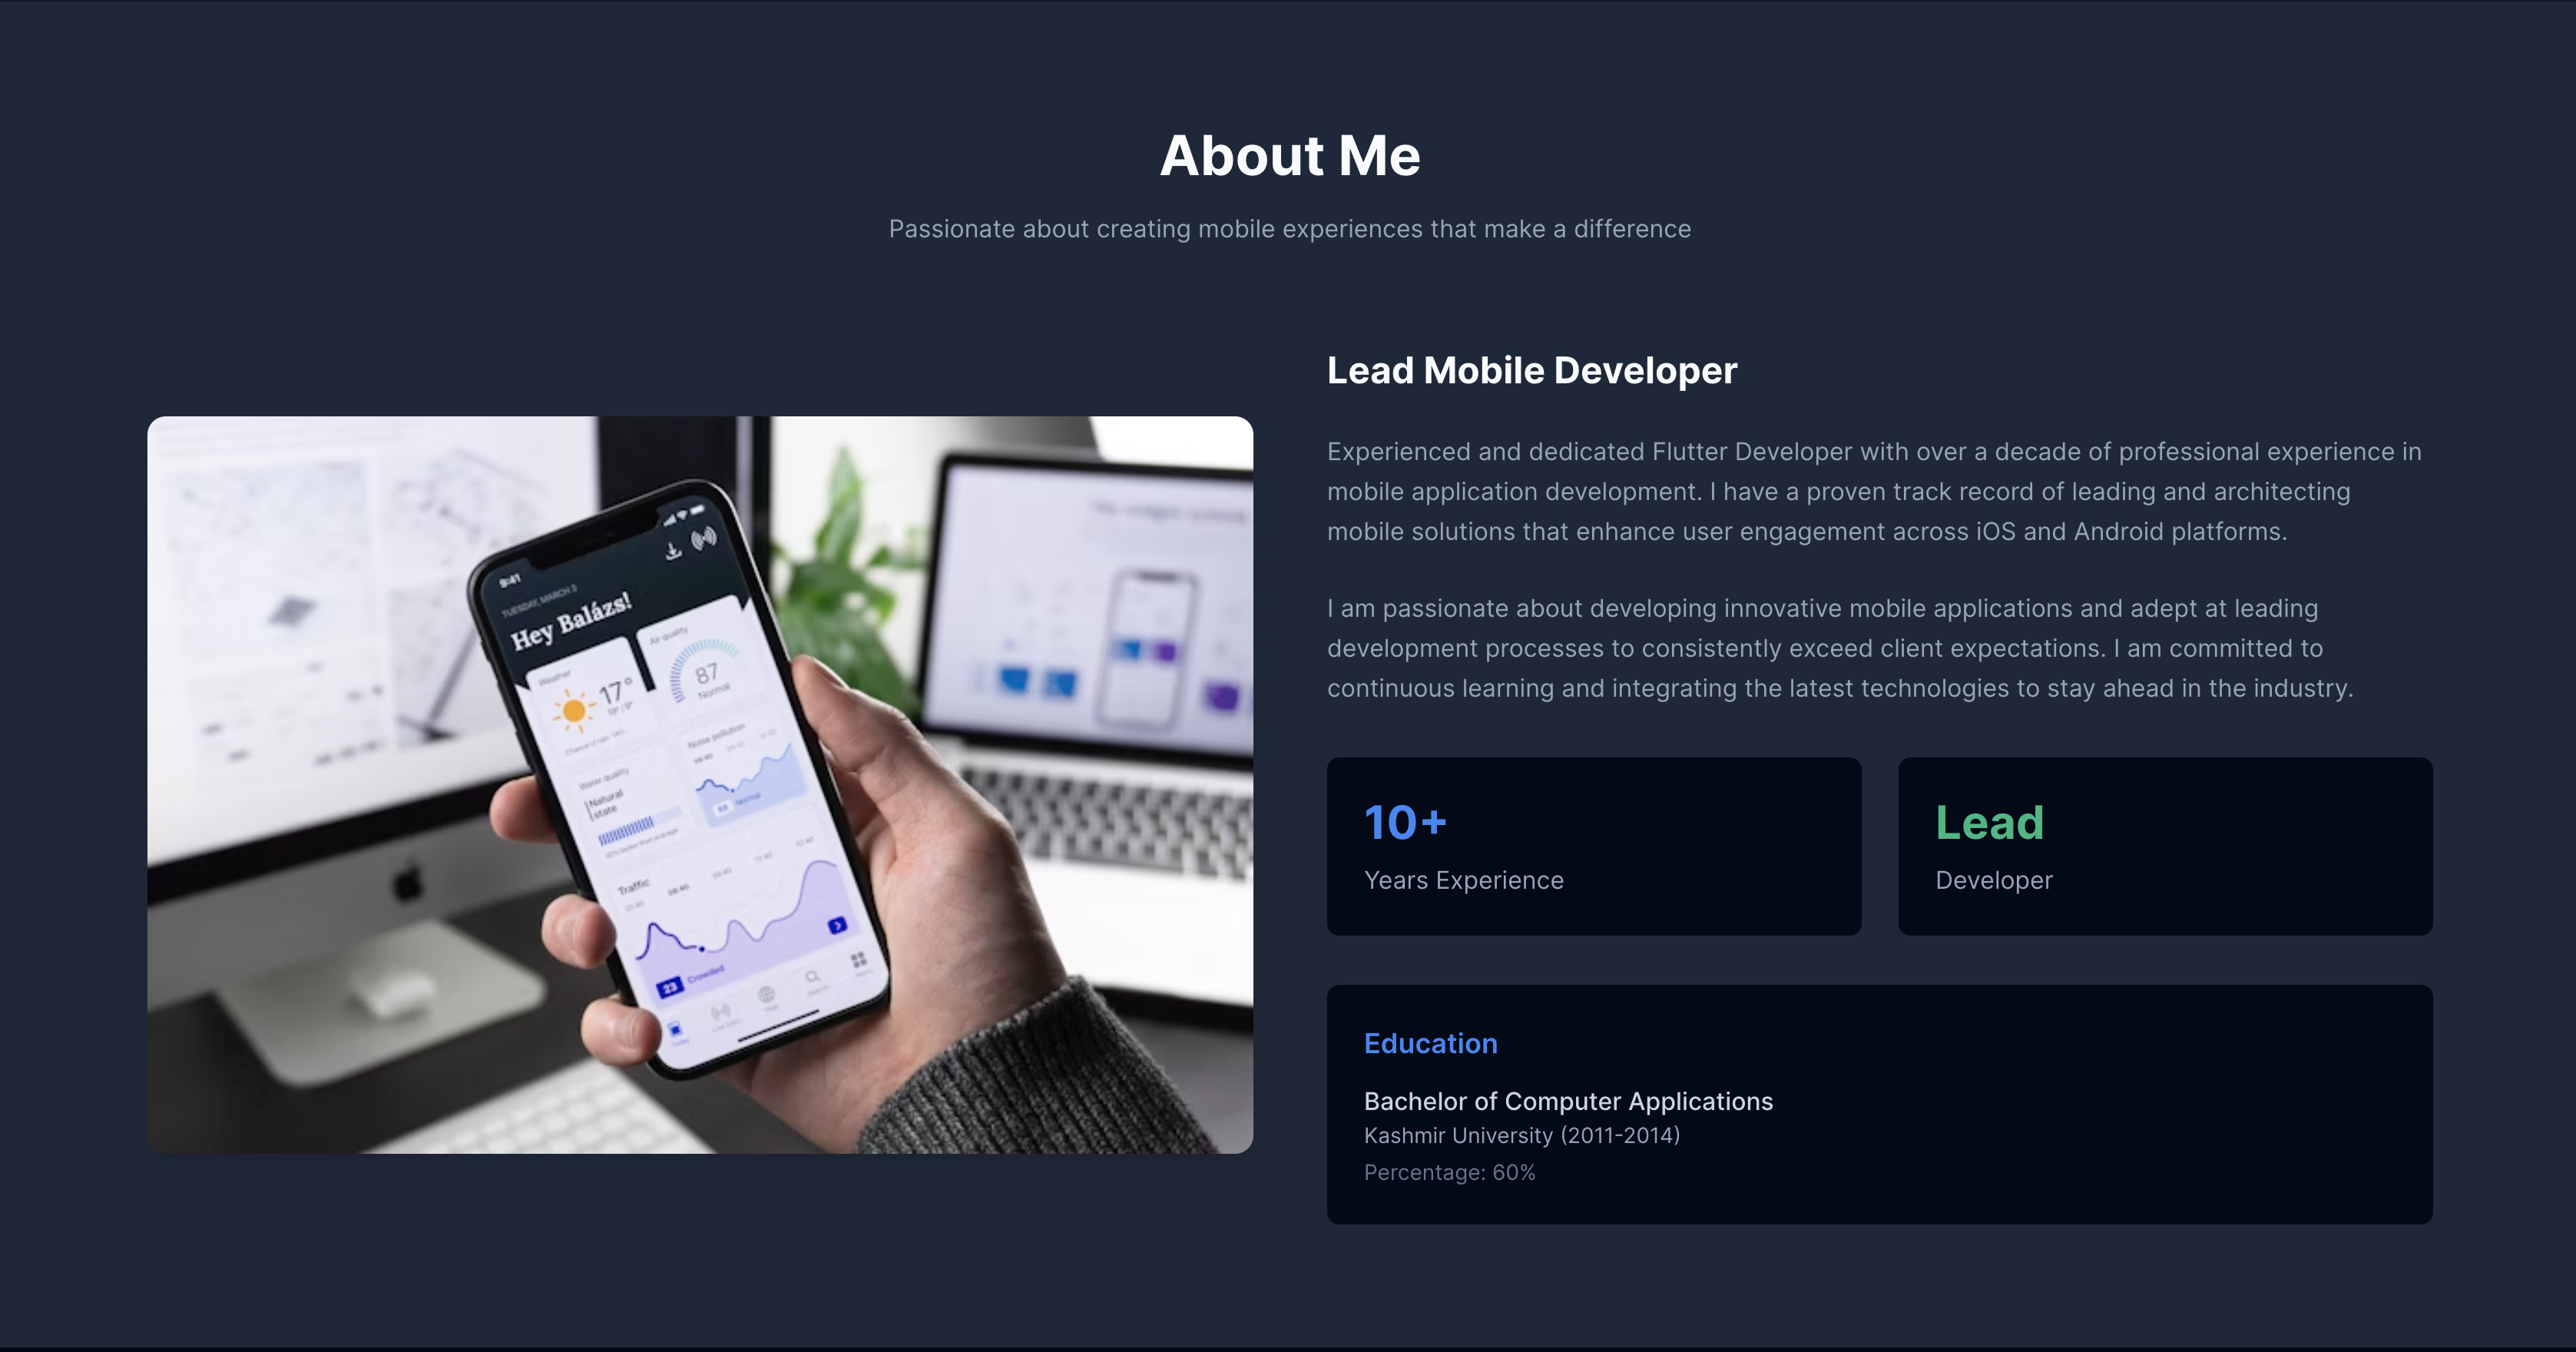 About Me
Passionate about creating mobile experiences that make a difference
9:41
TUESDAY, MARCH 3
Hey Balázs!
Weather
17°
Air quality
87
Normal
Noise pollution
Water quality
Natural
state
Traffic
23 Crowded
Lead Mobile Developer
Experienced and dedicated Flutter Developer with over a decade of professional experience in
mobile application development. I have a proven track record of leading and architecting
mobile solutions that enhance user engagement across iOS and Android platforms.
I am passionate about developing innovative mobile applications and adept at leading
development processes to consistently exceed client expectations. I am committed to
continuous learning and integrating the latest technologies to stay ahead in the industry.
10+
Years Experience
Lead
Developer
Education
Bachelor of Computer Applications
Kashmir University (2011-2014)
Percentage: 60%